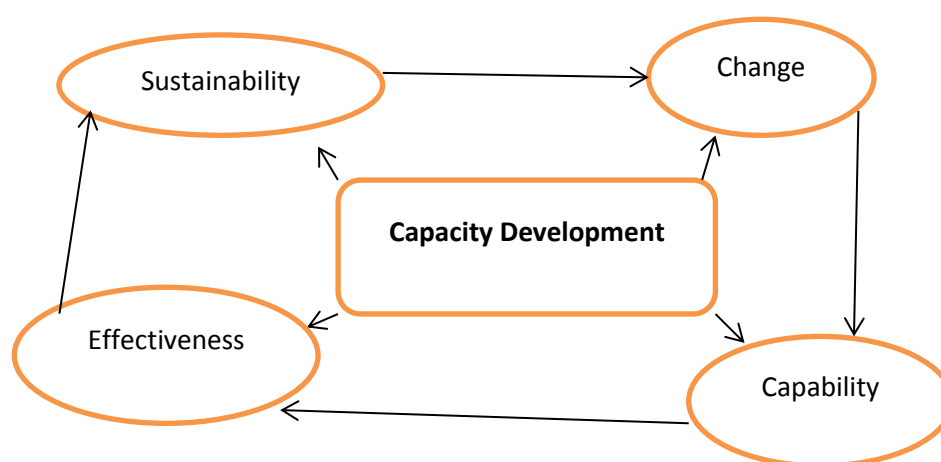 Sustainability
Change
Capacity Development
Effectiveness
Capability